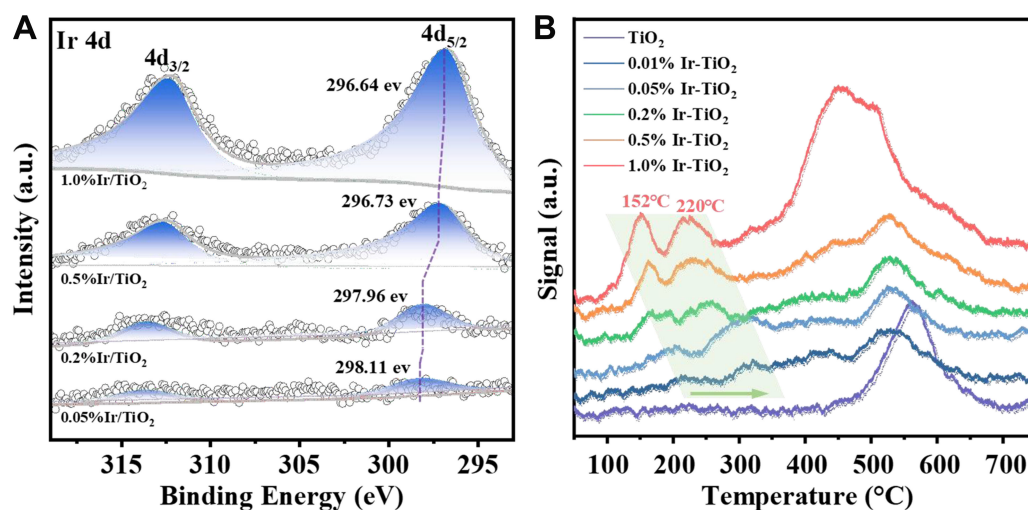 A
Ir 4d
4d3/2
4d5/2
296.64 ev
1.0%Ir/TiO2
296.73 ev
0.5%Ir/TiO2
297.96 ev
0.2%Ir/TiO2
298.11 ev
0.05%Ir/TiO2
315 310 305 300 295
Binding Energy (eV)
Intensity (a.u.)
B
TiO2
0.01% Ir-TiO2
0.05% Ir-TiO2
0.2% Ir-TiO2
0.5% Ir-TiO2
1.0% Ir-TiO2
152°C 220°C
100 200 300 400 500 600 700
Temperature (°C)
Signal (a.u.)